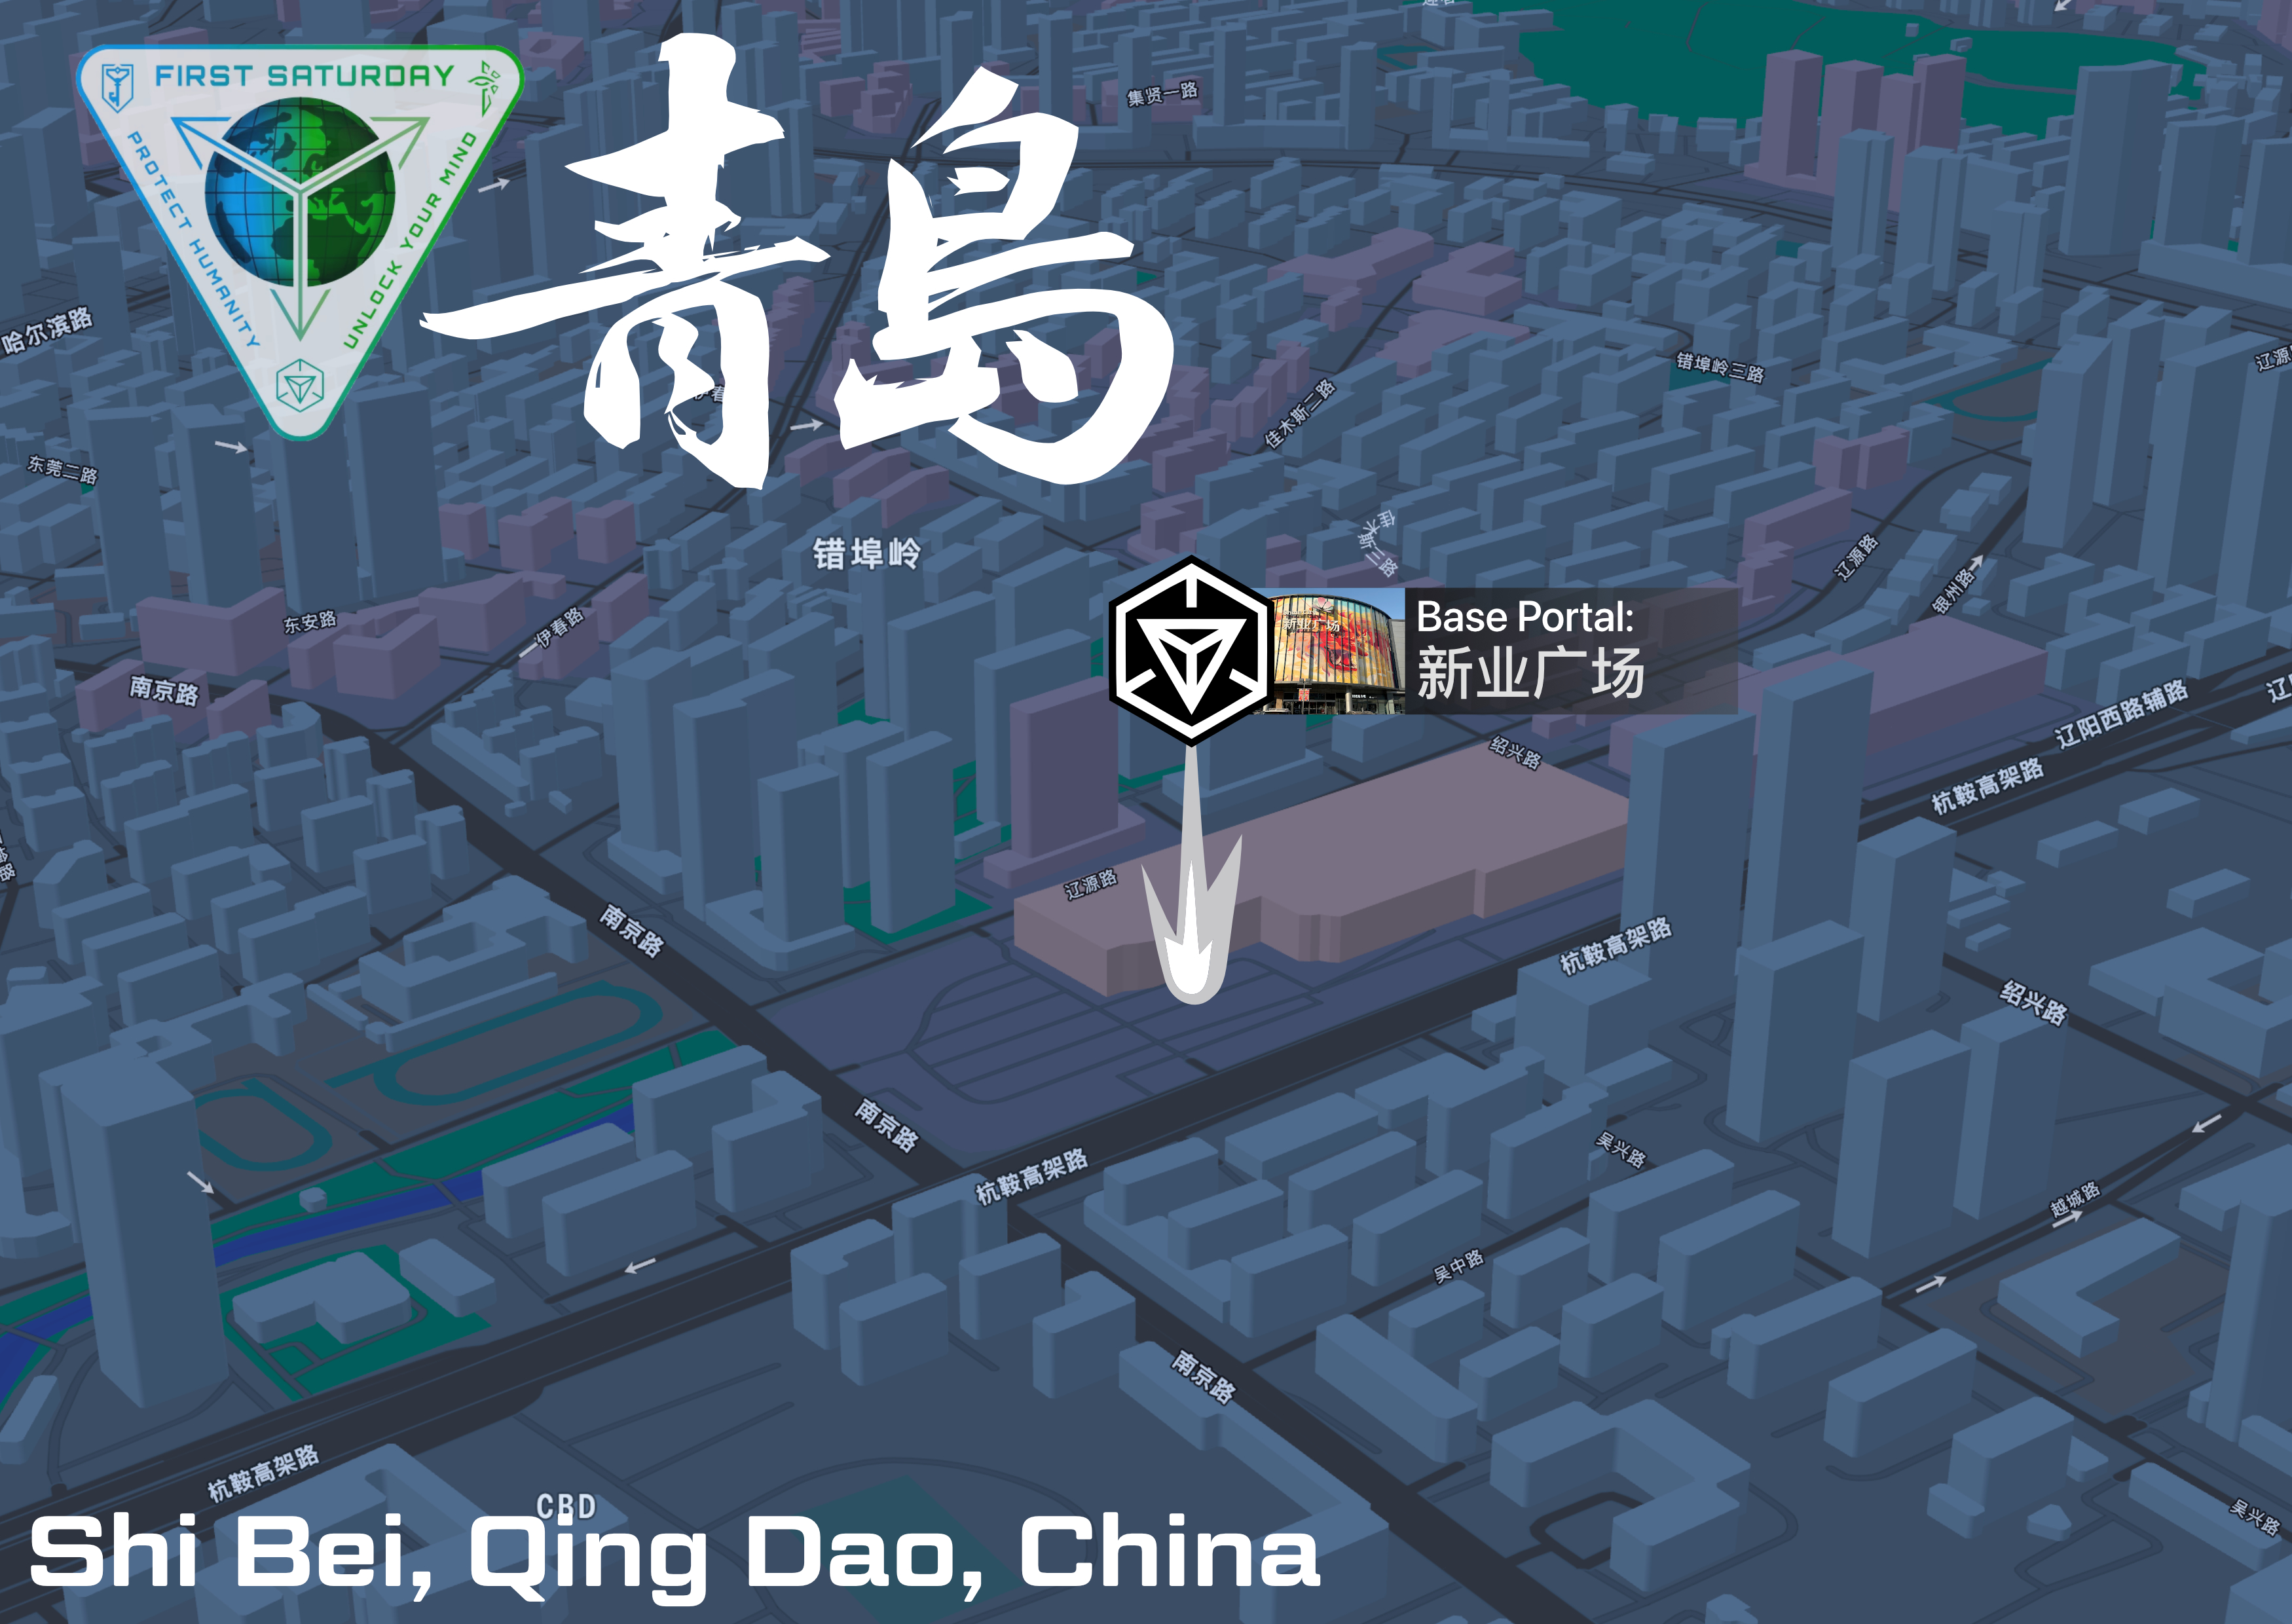 FIRST SATURDAY
PROTECT HUMANITY
UNLOCK YOUR MIND
青島
集贤一路
哈尔滨路
错埠岭三路
佳木斯二路
东莞二路
错埠岭
佳木斯三路
辽源路
银州路
东安路
伊春路
南京路
Base Portal:
新业广场
新业广场
辽阳西路辅路
绍兴路
杭鞍高架路
辽源路
南京路
杭鞍高架路
绍兴路
南京路
吴兴路
杭鞍高架路
越城路
吴中路
南京路
杭鞍高架路
CBD
吴兴路
Shi Bei, Qing Dao, China